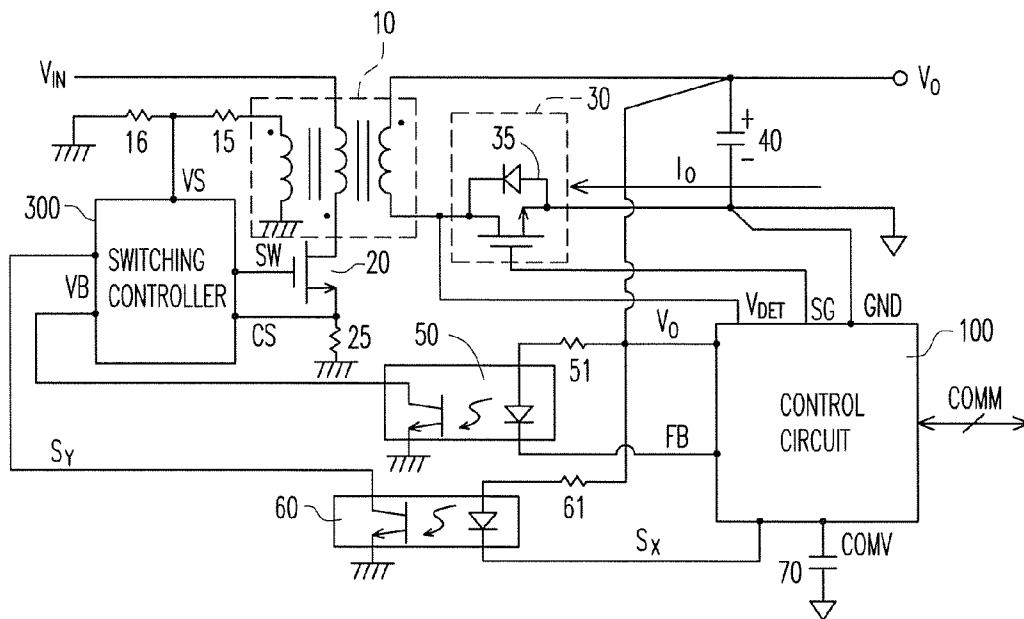 10
V_IN
V_O
30
35
+
40
-
16
15
I_O
VS
300
SWITCHING
CONTROLLER
SW
20
VB
CS
25
V_DET
SG
GND
50
V_O
100
51
CONTROL
CIRCUIT
COMM
FB
S_Y
60
61
S_X
COMV
70